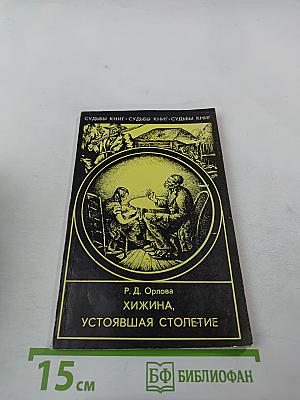 СУДЬБЫ КНИГ • СУДЬБЫ КНИГ • СУДЬБЫ КНИГ
Р. Д. Орлова
ХИЖИНА,
УСТОЯВШАЯ СТОЛЕТИЕ
15 см
БФ БИБЛИОФАН